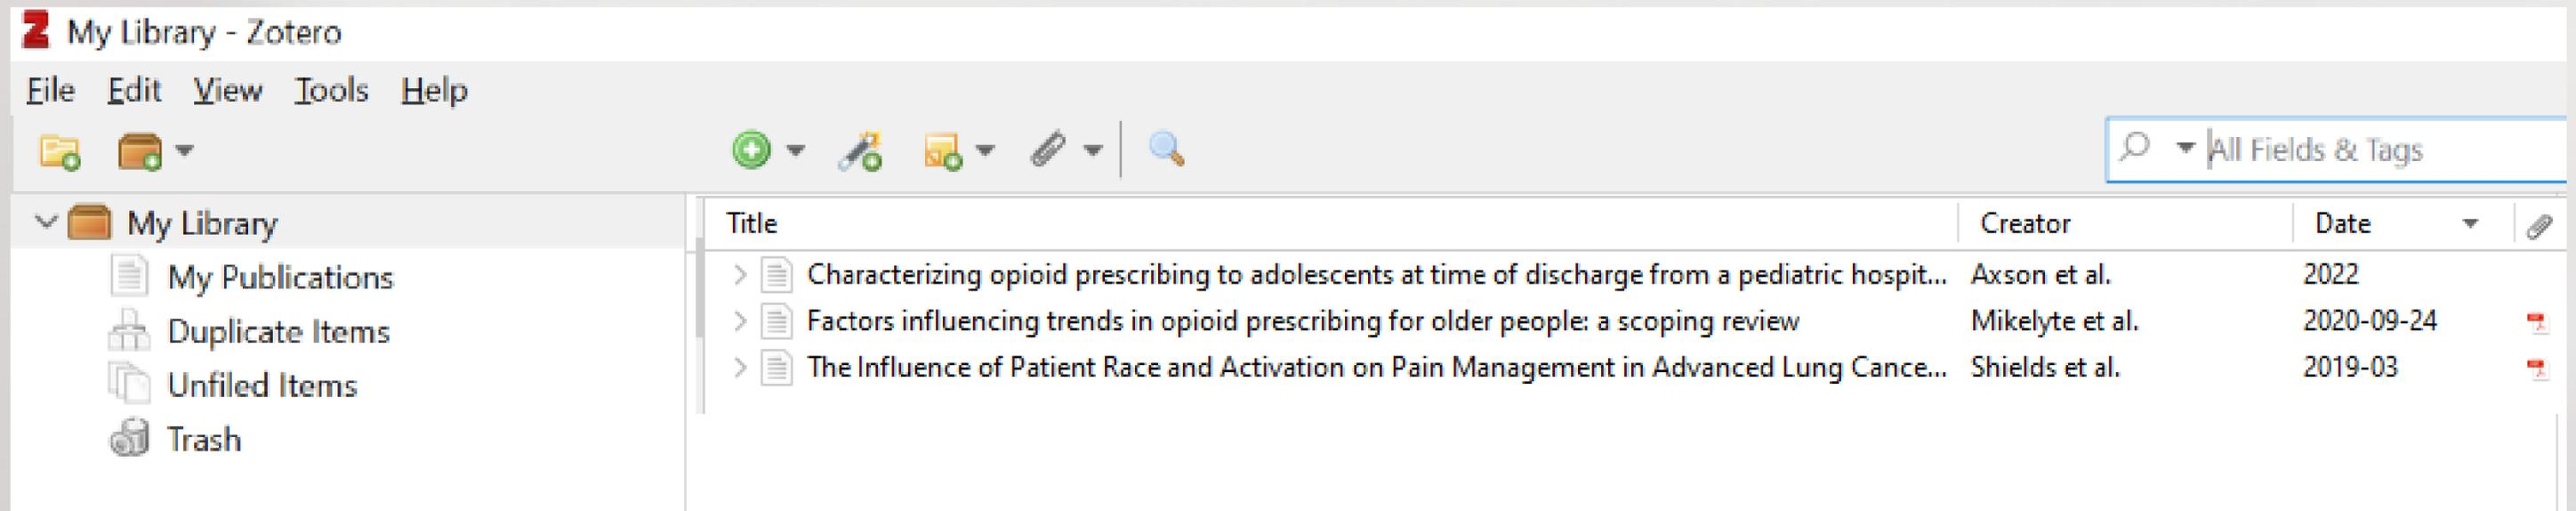 Z My Library - Zotero
File Edit View Tools Help
All Fields & Tags
My Library
My Publications
Duplicate Items
Unfiled Items
Trash
Title Creator Date
Characterizing opioid prescribing to adolescents at time of discharge from a pediatric hospit... Axson et al. 2022
Factors influencing trends in opioid prescribing for older people: a scoping review Mikelyte et al. 2020-09-24
The Influence of Patient Race and Activation on Pain Management in Advanced Lung Cance... Shields et al. 2019-03